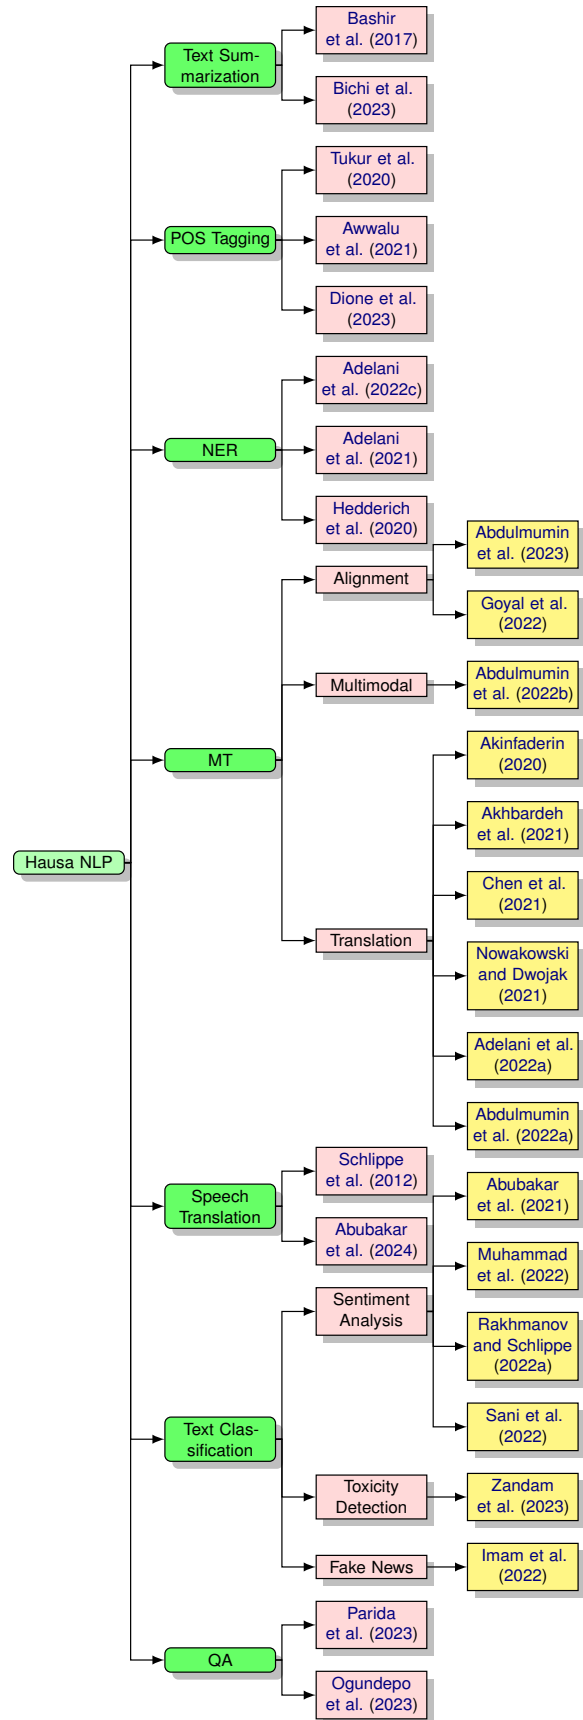 Hausa NLP
Text Sum-
marization
Bashir
et al. (2017)
Bichi et al.
(2023)
POS Tagging
Tukur et al.
(2020)
Awwalu
et al. (2021)
Dione et al.
(2023)
NER
Adelani
et al. (2022c)
Adelani
et al. (2021)
Hedderich
et al. (2020)
MT
Alignment
Abdulmumin
et al. (2023)
Goyal et al.
(2022)
Multimodal
Abdulmumin
et al. (2022b)
Translation
Akinfaderin
(2020)
Akhbardeh
et al. (2021)
Chen et al.
(2021)
Nowakowski
and Dwojak
(2021)
Adelani et al.
(2022a)
Abdulmumin
et al. (2022a)
Speech
Translation
Schlippe
et al. (2012)
Abubakar
et al. (2024)
Text Clas-
sification
Sentiment
Analysis
Abubakar
et al. (2021)
Muhammad
et al. (2022)
Rakhmanov
and Schlippe
(2022a)
Sani et al.
(2022)
Toxicity
Detection
Zandam
et al. (2023)
Fake News
Imam et al.
(2022)
QA
Parida
et al. (2023)
Ogundepo
et al. (2023)